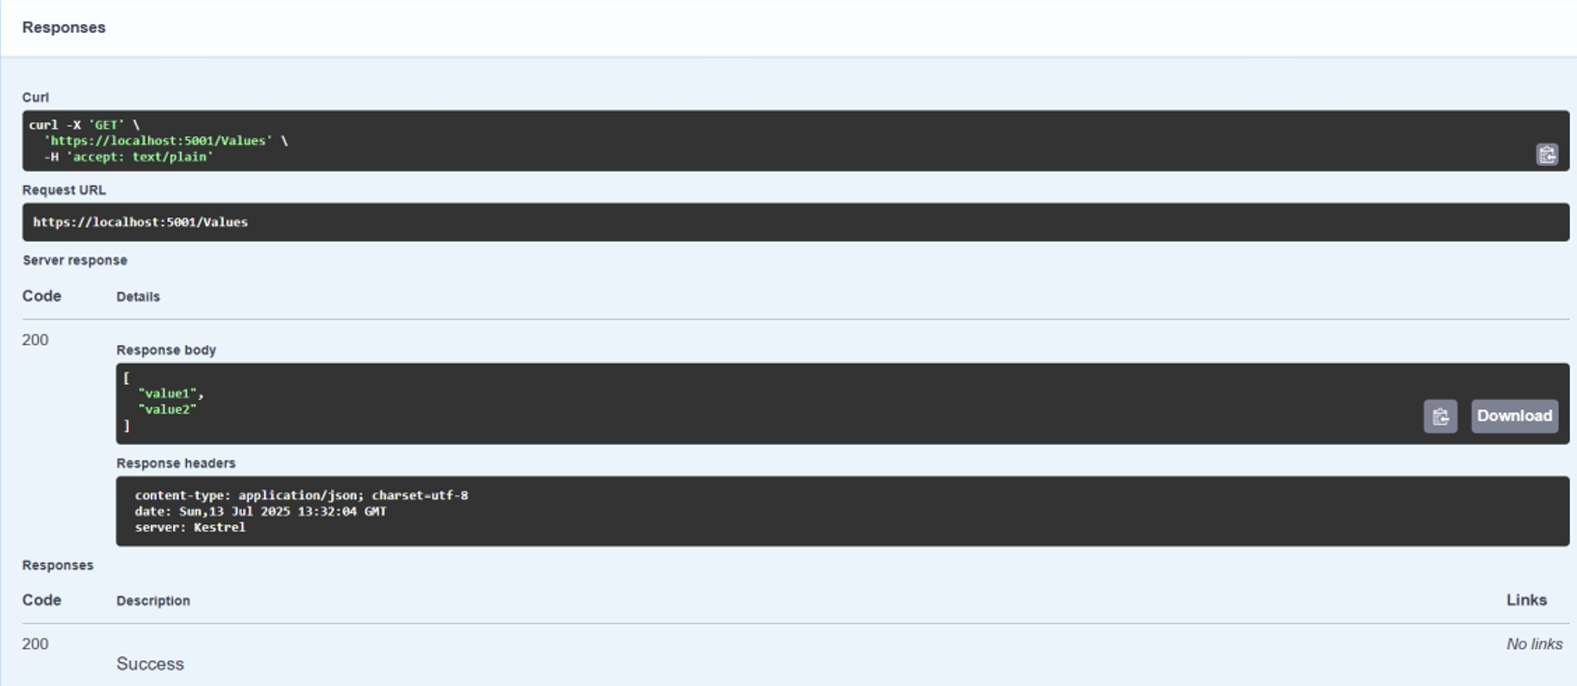 Responses
Curl
curl -X 'GET' \
'https://localhost:5001/Values' \
-H 'accept: text/plain'
Request URL
https://localhost:5001/Values
Server response
Code Details
200
Response body
[
"value1",
"value2"
]
Download
Response headers
content-type: application/json; charset=utf-8
date: Sun,13 Jul 2025 13:32:04 GMT
server: Kestrel
Responses
Code Description Links
200 No links
Success